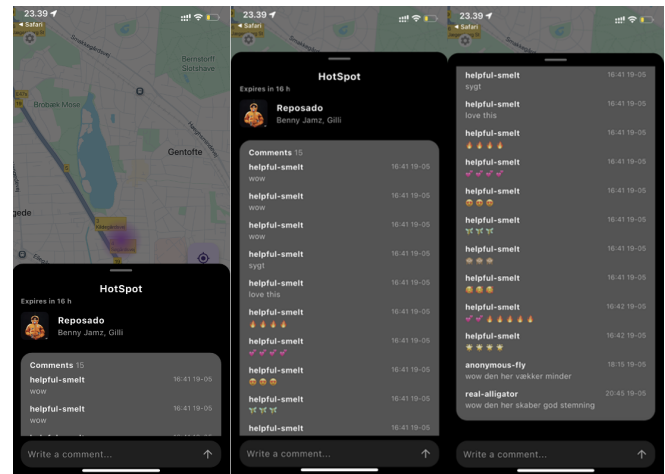 23.39
Safari
Bernstorff
Slotshave
Brobæk Mose
Gentofte
gede
HotSpot
Expires in 16 h
Reposado
Benny Jamz, Gilli
Comments 15
helpful-smelt 16:41 19-05
wow
helpful-smelt 16:41 19-05
wow
Write a comment...
23.39
Safari
HotSpot
Expires in 16 h
Reposado
Benny Jamz, Gilli
Comments 15
helpful-smelt 16:41 19-05
wow
helpful-smelt 16:41 19-05
wow
helpful-smelt 16:41 19-05
wow
helpful-smelt 16:41 19-05
sygt
helpful-smelt 16:41 19-05
love this
helpful-smelt 16:41 19-05
🔥🔥🔥🔥
helpful-smelt 16:41 19-05
helpful-smelt 16:41 19-05
helpful-smelt 16:41 19-05
🌱🌱🌱
helpful-smelt 16:41 19-05
Write a comment...
23.39
Safari
helpful-smelt 16:41 19-05
sygt
helpful-smelt 16:41 19-05
love this
helpful-smelt 16:41 19-05
🔥🔥🔥🔥
helpful-smelt 16:41 19-05
helpful-smelt 16:41 19-05
helpful-smelt 16:41 19-05
🌱🌱🌱
helpful-smelt 16:41 19-05
helpful-smelt 16:41 19-05
helpful-smelt 16:42 19-05
helpful-smelt 16:42 19-05
🌟🌟🌟🌟
anonymous-fly 18:15 19-05
wow den her vækker minder
real-alligator 20:45 19-05
wow den her skaber god stemning
Write a comment...